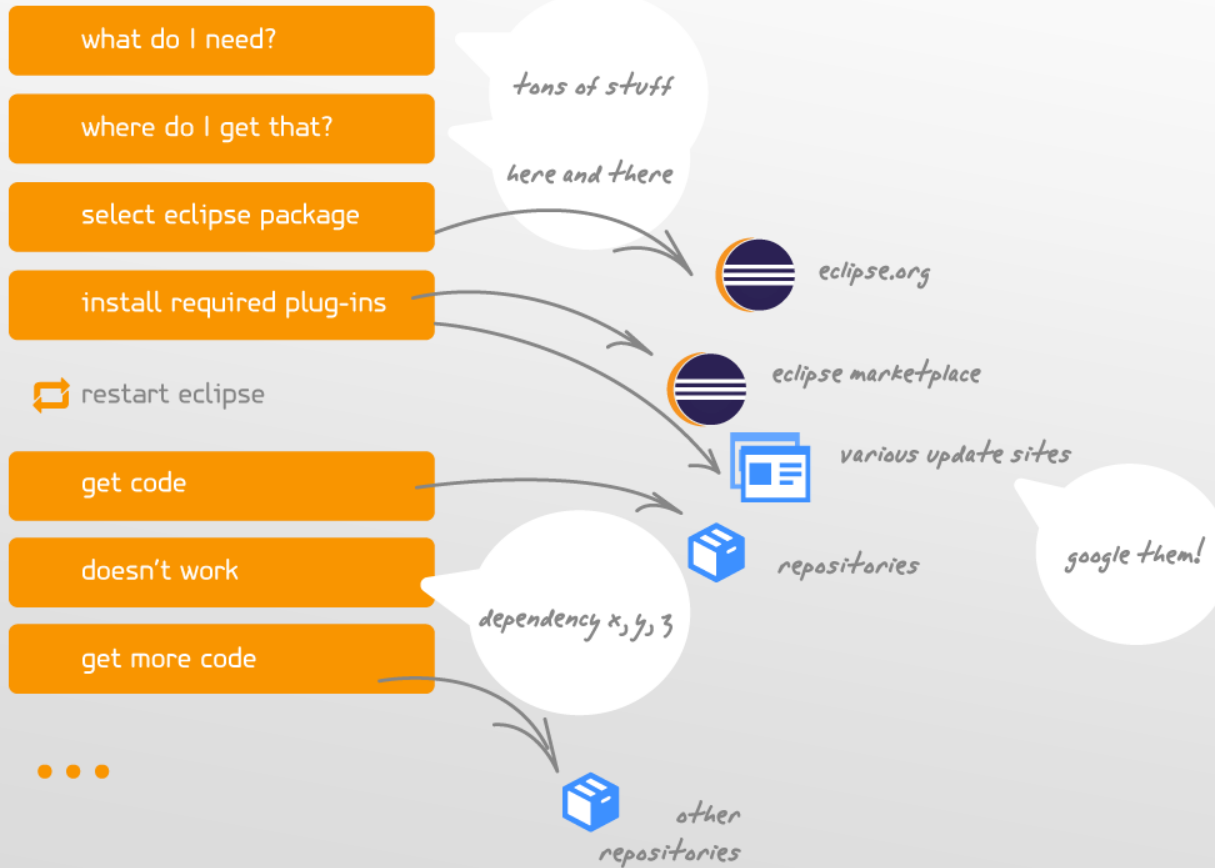 what do I need?
tons of stuff
where do I get that?
here and there
select eclipse package
eclipse.org
install required plug-ins
eclipse marketplace
restart eclipse
various update sites
google them!
get code
repositories
doesn't work
dependency x, y, z
get more code
other
repositories